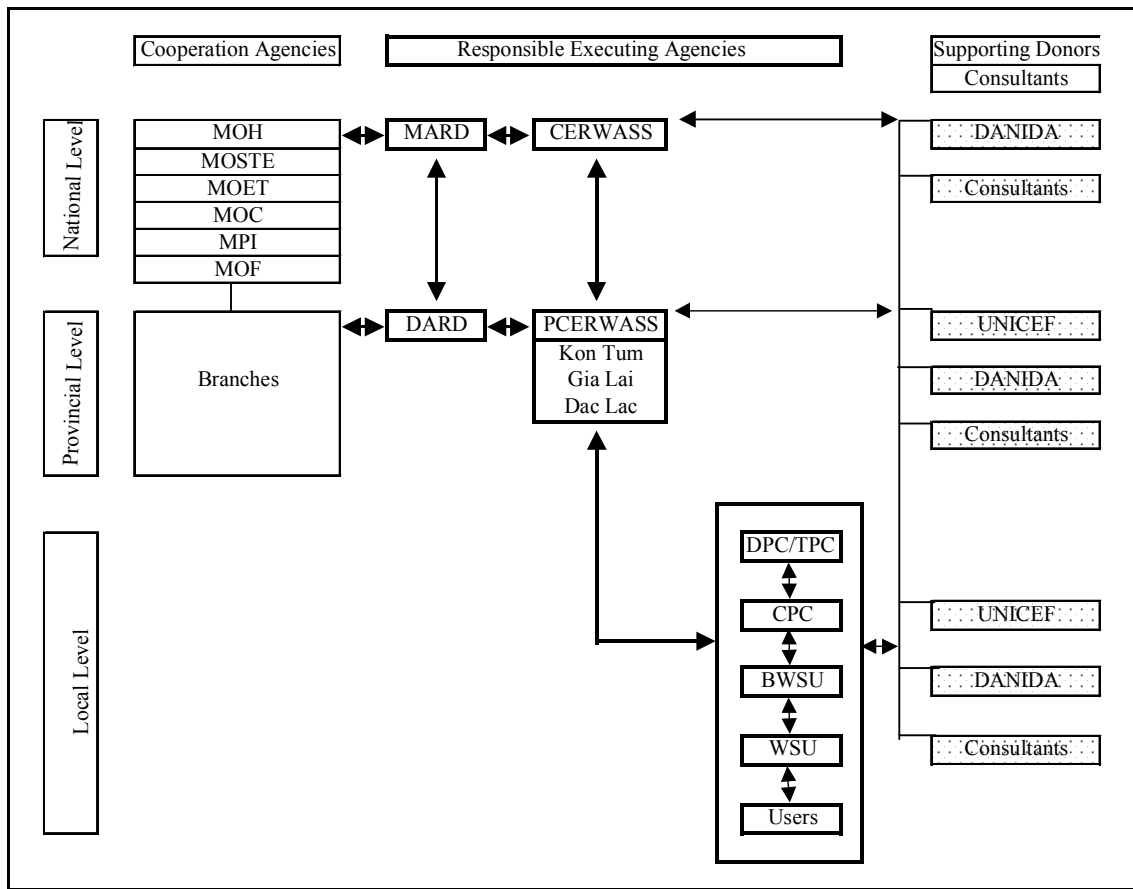 Cooperation Agencies
Responsible Executing Agencies
Supporting Donors
Consultants
National Level
MOH
MOSTE
MOET
MOC
MPI
MOF
MARD
CERWASS
DANIDA
Consultants
Provincial Level
Branches
DARD
PCERWASS
Kon Tum
Gia Lai
Dac Lac
UNICEF
DANIDA
Consultants
Local Level
DPC/TPC
CPC
BWSU
WSU
Users
UNICEF
DANIDA
Consultants